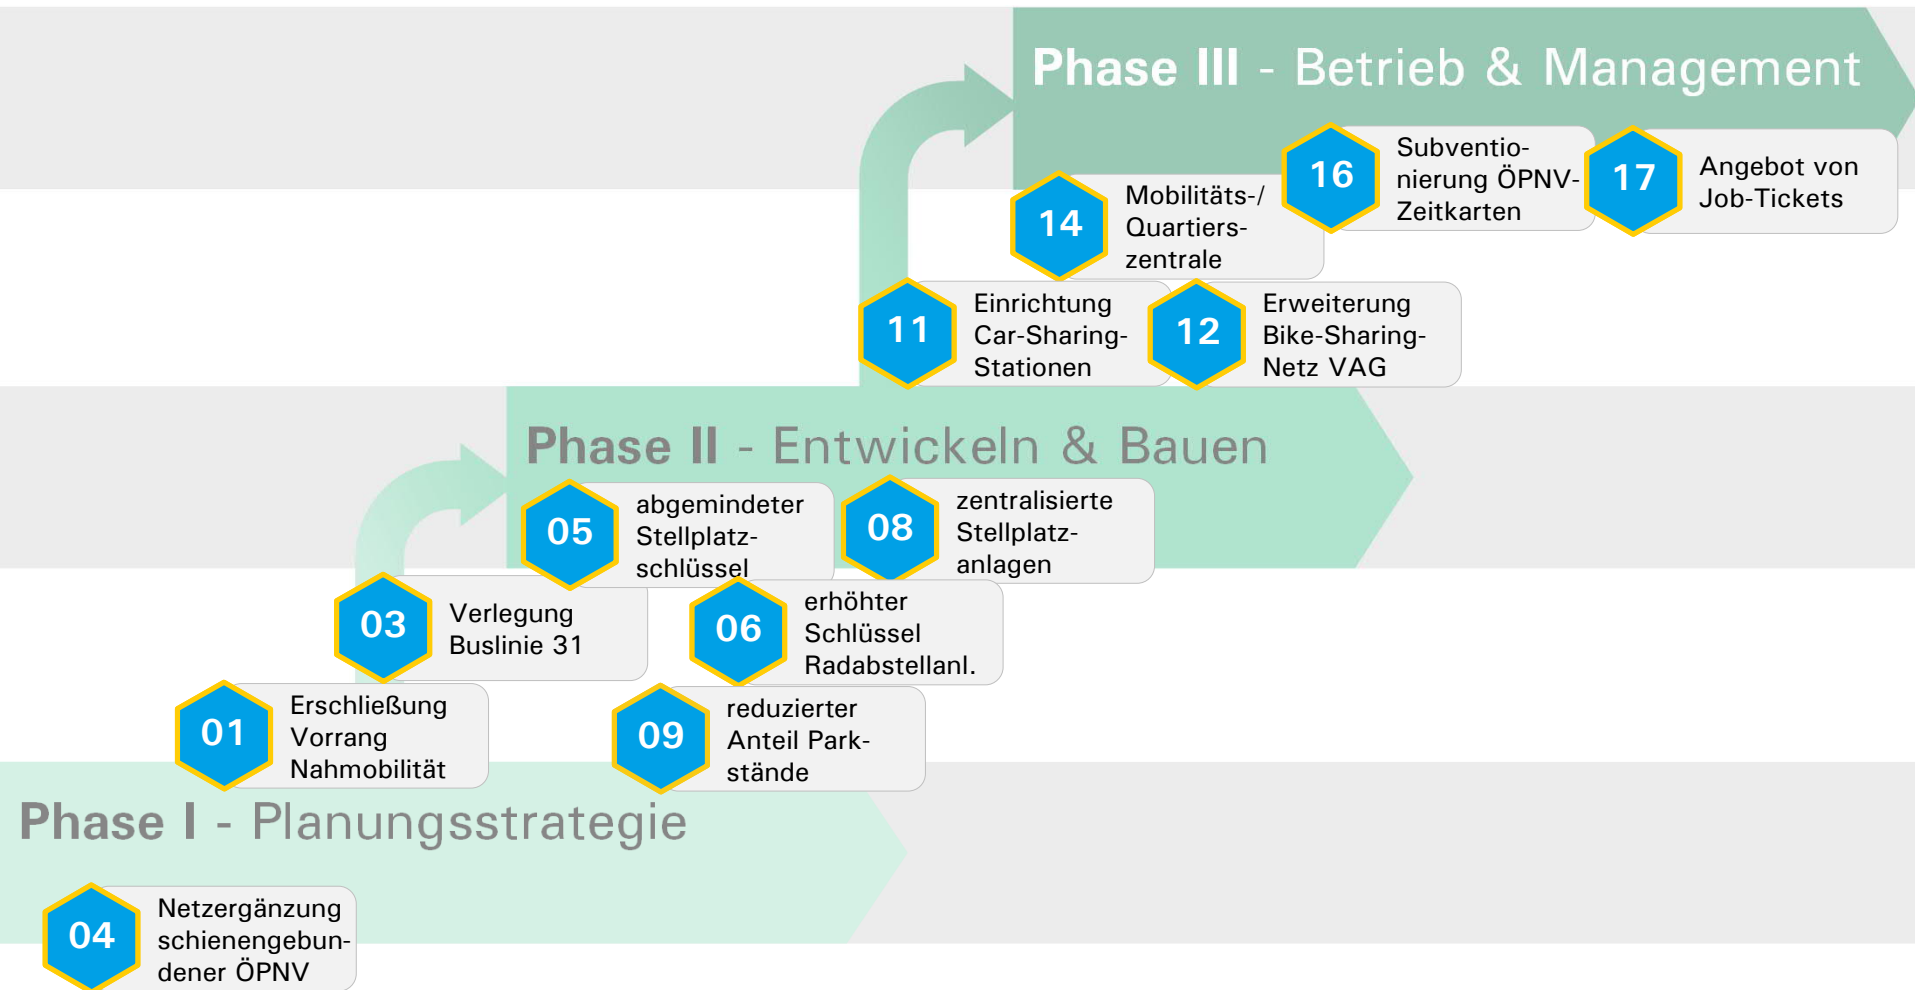 Phase III - Betrieb & Management
16
Subventio-
nierung ÖPNV-
Zeitkarten
17
Angebot von
Job-Tickets
14
Mobilitäts-/
Quartiers-
zentrale
11
Einrichtung
Car-Sharing-
Stationen
12
Erweiterung
Bike-Sharing-
Netz VAG
Phase II - Entwickeln & Bauen
05
abgemindeter
Stellplatz-
schlüssel
08
zentralisierte
Stellplatz-
anlagen
03
Verlegung
Buslinie 31
06
erhöhter
Schlüssel
Radabstellanl.
01
Erschließung
Vorrang
Nahmobilität
09
reduzierter
Anteil Park-
stände
Phase I - Planungsstrategie
04
Netzergänzung
schienengebun-
dener ÖPNV